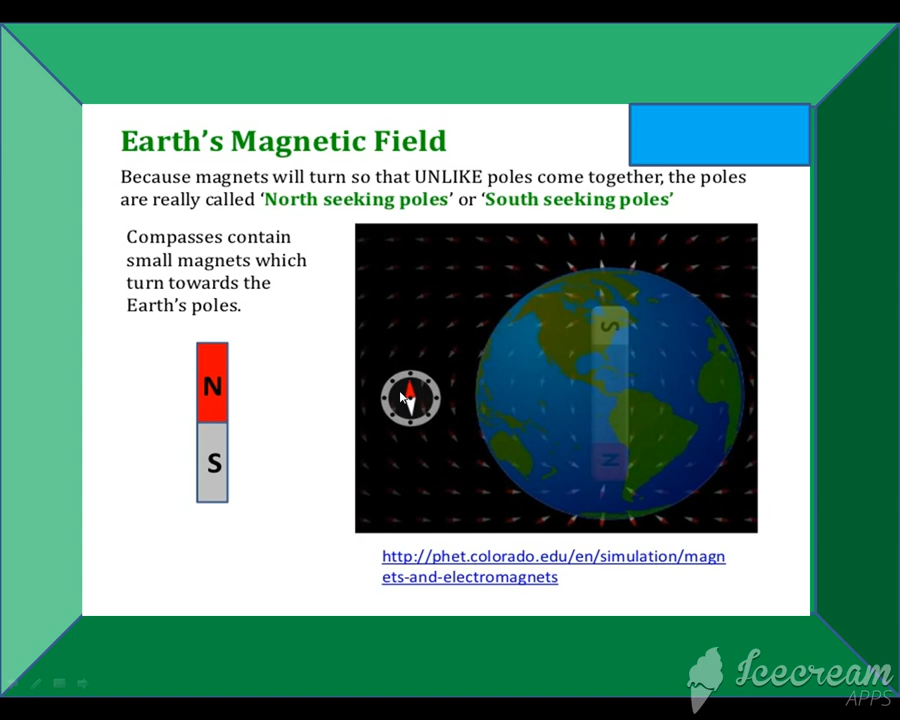 Earth's Magnetic Field
Because magnets will turn so that UNLIKE poles come together, the poles
are really called 'North seeking poles' or 'South seeking poles'
Compasses contain
small magnets which
turn towards the
Earth's poles.
N
S
S
N
http://phet.colorado.edu/en/simulation/magn
ets-and-electromagnets
Icecream
APPS